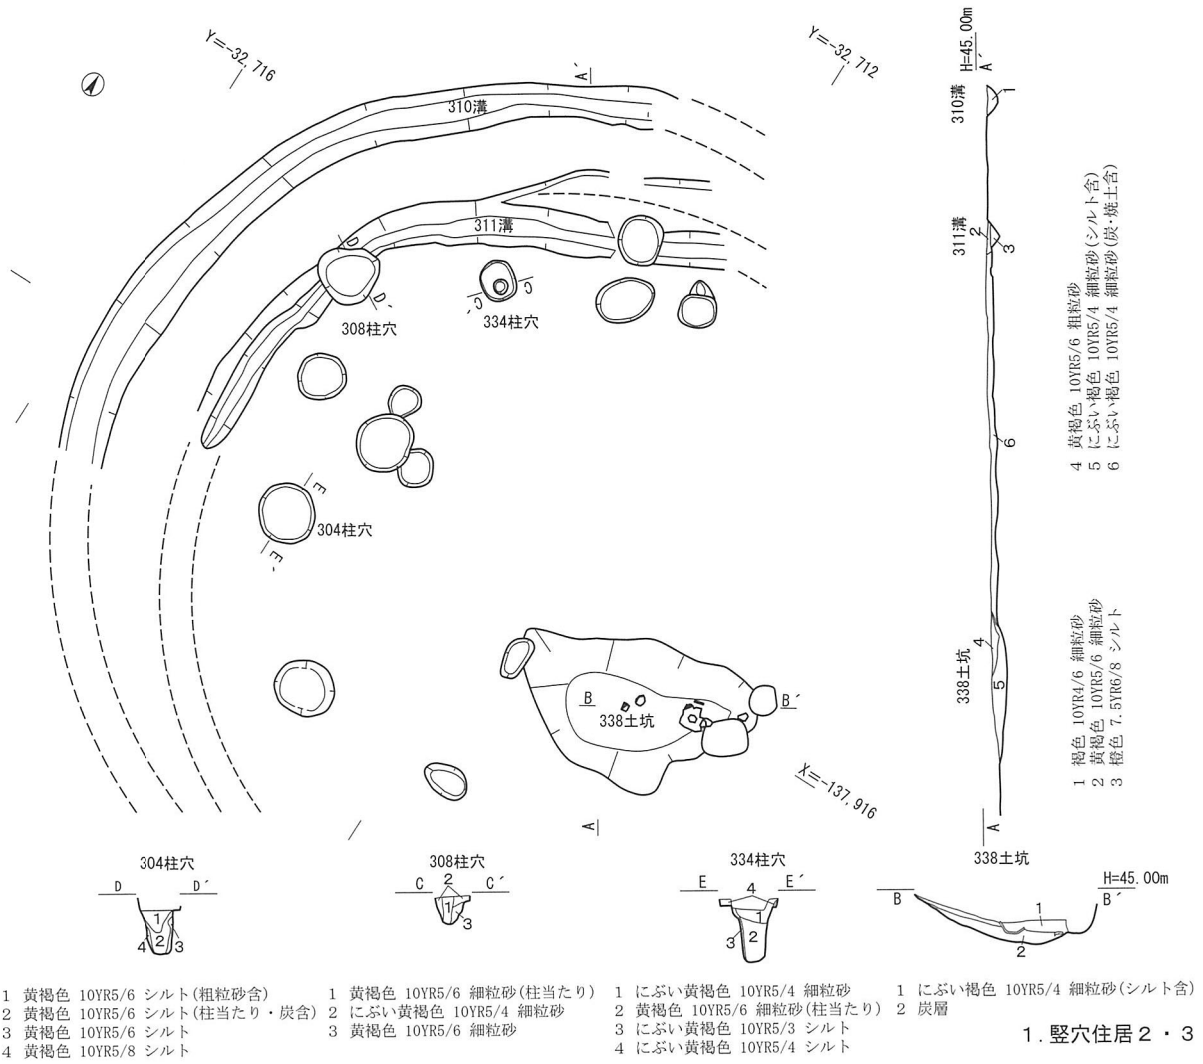 Y=-32,716
Y=-32,712
A´
310溝
311溝
D
D´
308柱穴
C
C´
334柱穴
E
E´
304柱穴
B
B´
338土坑
X=-137,916
A
H=45.00m
A´
310溝
1
311溝
2
3
6
4
338土坑
5
A
4 黄褐色 10YR5/6 粗粒砂
5 にぶい褐色 10YR5/4 細粒砂(シルト含)
6 にぶい褐色 10YR5/4 細粒砂(炭・焼土含)
1 褐色 10YR4/6 細粒砂
2 黄褐色 10YR5/6 細粒砂
3 橙色 7.5YR6/8 シルト
304柱穴
D D´
1
4 2 3
1 黄褐色 10YR5/6 シルト(粗粒砂含)
2 黄褐色 10YR5/6 シルト(柱当たり・炭含)
3 黄褐色 10YR5/6 シルト
4 黄褐色 10YR5/8 シルト
308柱穴
C 2 C´
1
3
1 黄褐色 10YR5/6 細粒砂(柱当たり)
2 にぶい黄褐色 10YR5/4 細粒砂
3 黄褐色 10YR5/6 細粒砂
334柱穴
E 4 E´
1
3 2
1 にぶい黄褐色 10YR5/4 細粒砂
2 黄褐色 10YR5/6 細粒砂(柱当たり)
3 にぶい黄褐色 10YR5/3 シルト
4 にぶい黄褐色 10YR5/4 シルト
338土坑
H=45.00m
B B´
1
2
1 にぶい褐色 10YR5/4 細粒砂(シルト含)
2 炭層
1.竪穴住居2・3